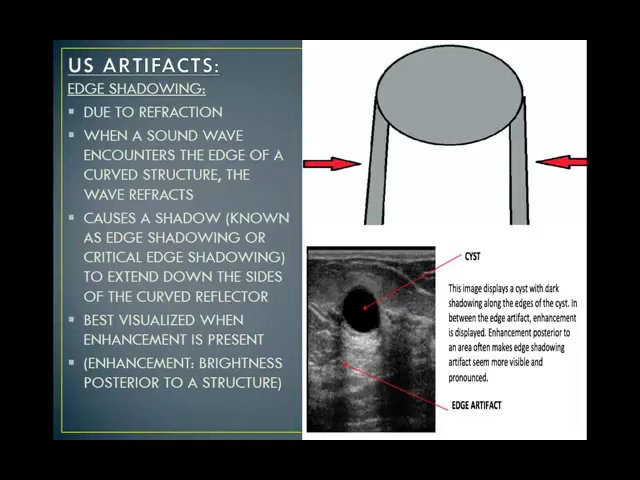 US ARTIFACTS:
EDGE SHADOWING:
DUE TO REFRACTION
WHEN A SOUND WAVE
ENCOUNTERS THE EDGE OF A
CURVED STRUCTURE, THE
WAVE REFRACTS
CAUSES A SHADOW (KNOWN
AS EDGE SHADOWING OR
CRITICAL EDGE SHADOWING)
TO EXTEND DOWN THE SIDES
OF THE CURVED REFLECTOR
BEST VISUALIZED WHEN
ENHANCEMENT IS PRESENT
(ENHANCEMENT: BRIGHTNESS
POSTERIOR TO A STRUCTURE)
CYST
This image displays a cyst with dark
shadowing along the edges of the cyst. In
between the edge artifact, enhancement
is displayed. Enhancement posterior to
an area often makes edge shadowing
artifact seem more visible and
pronounced.
EDGE ARTIFACT